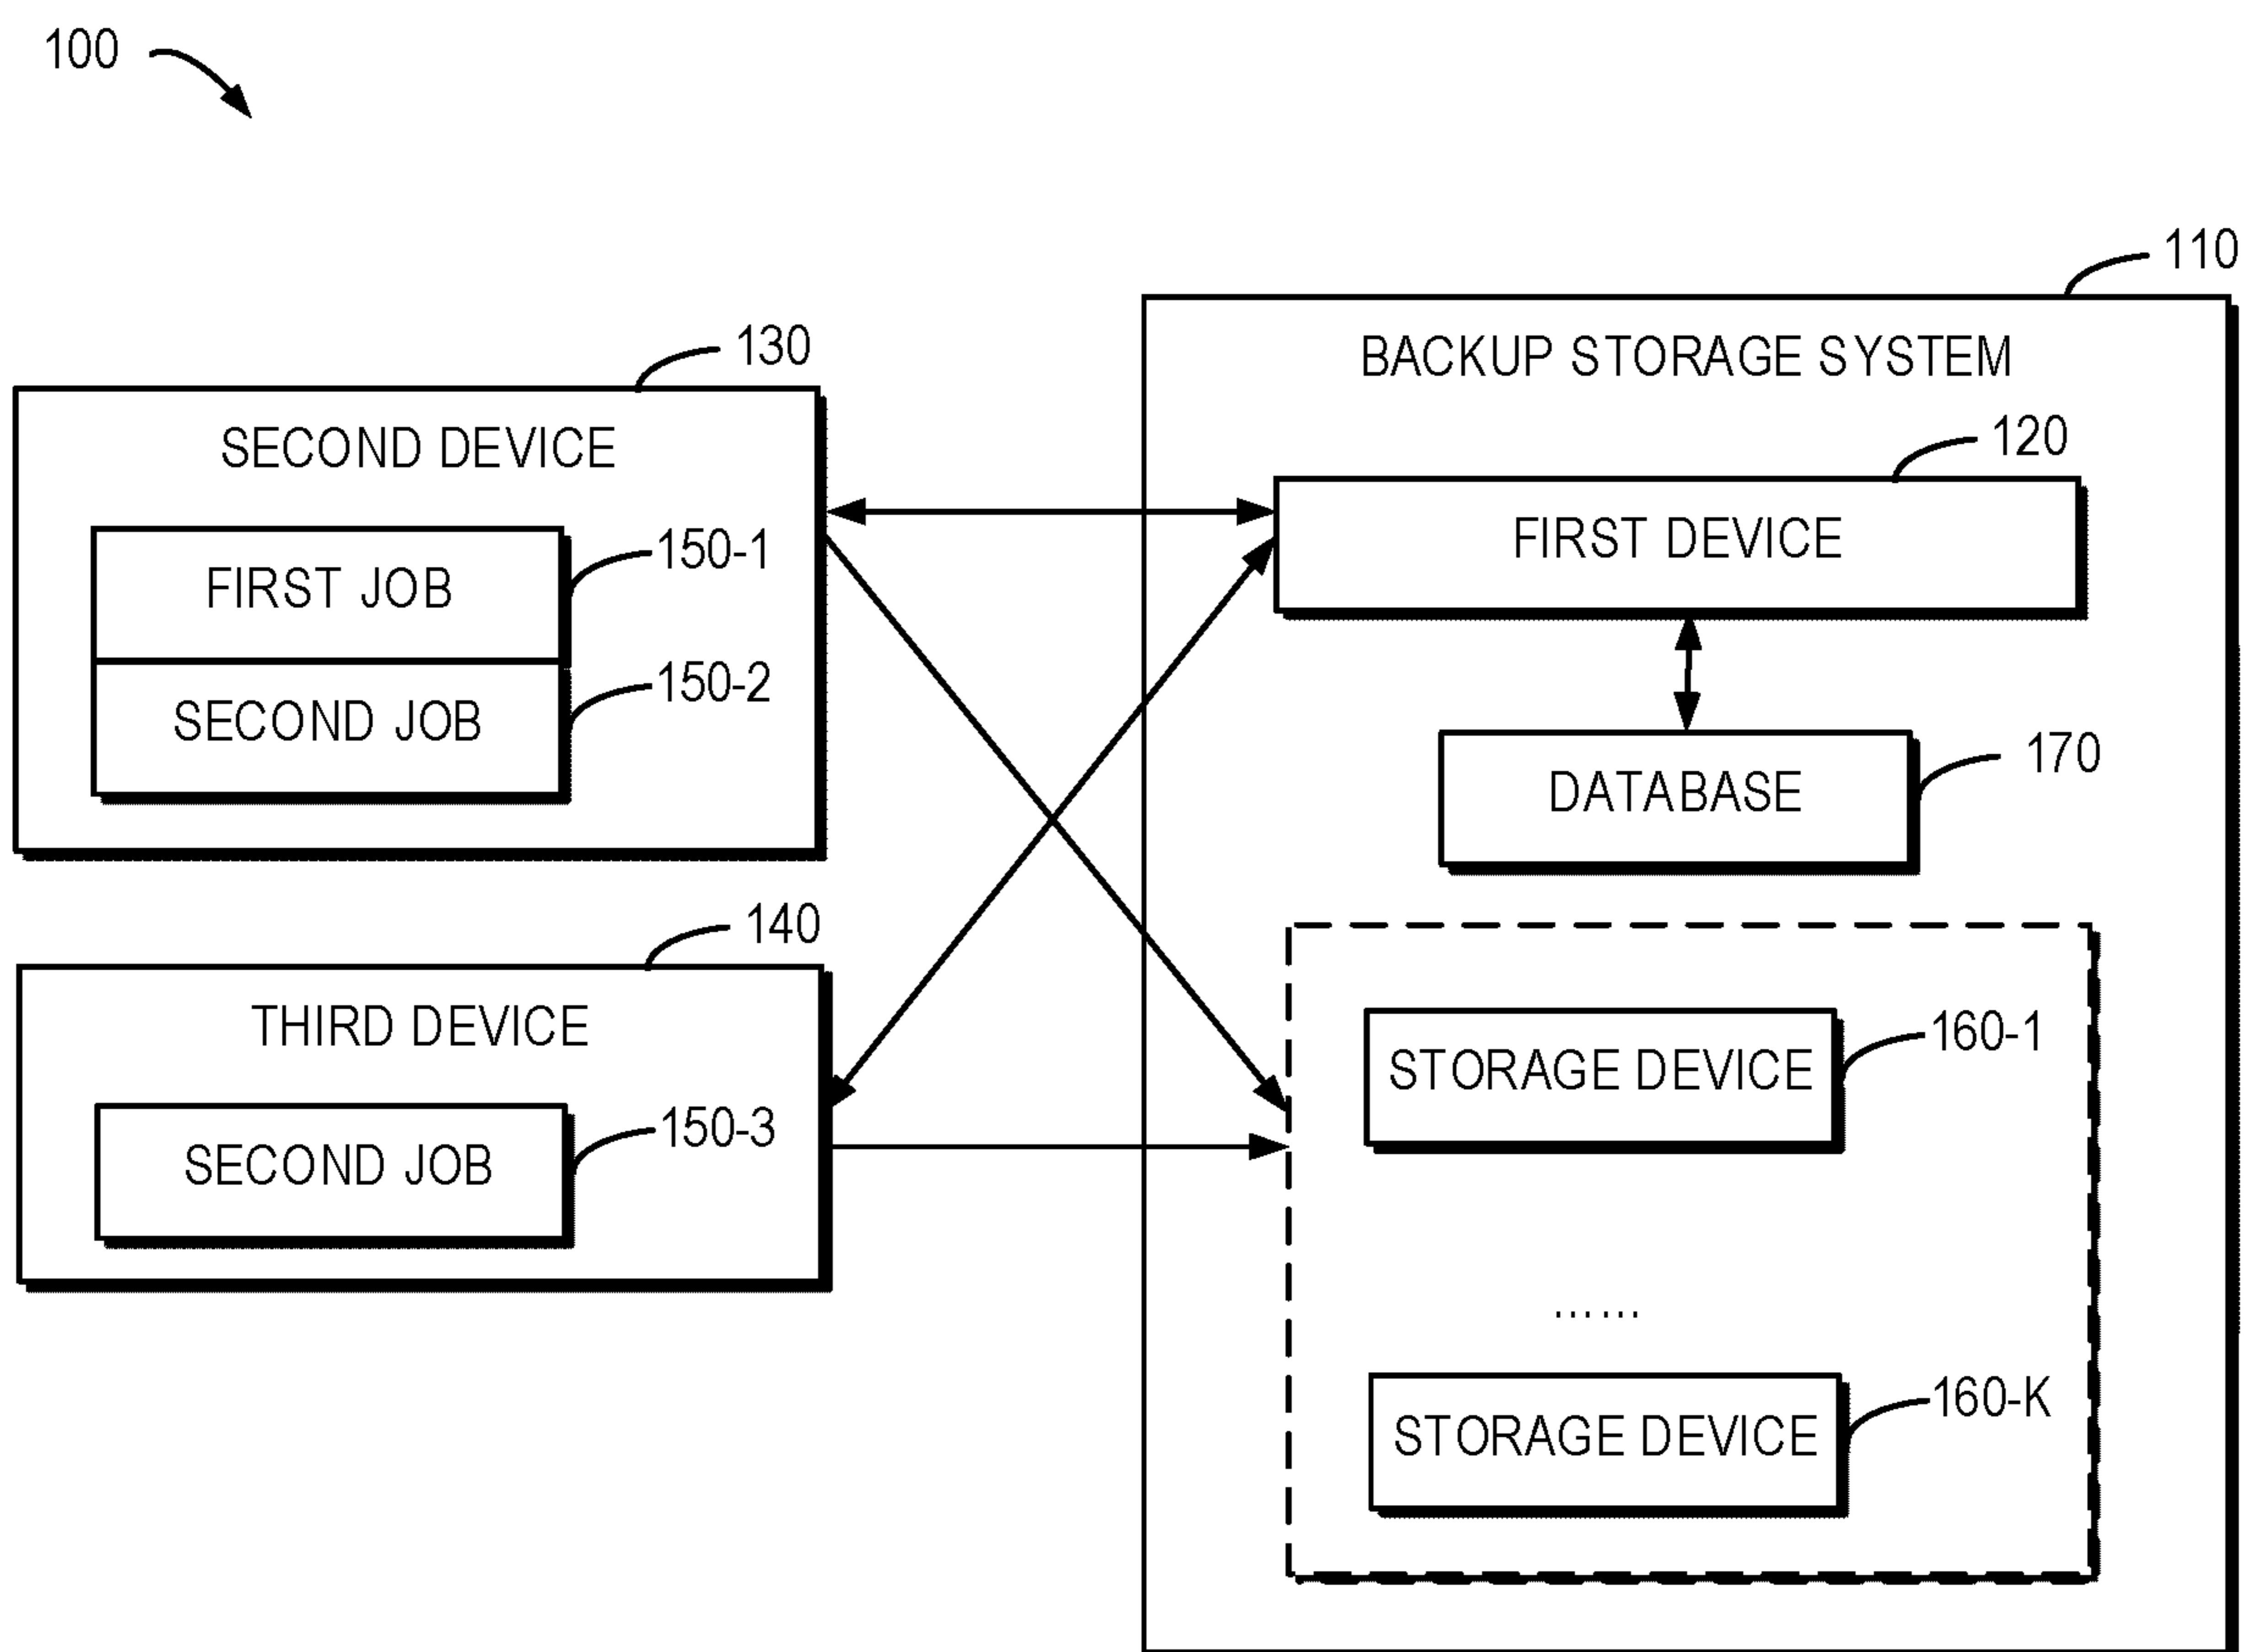 100
110
BACKUP STORAGE SYSTEM
130
SECOND DEVICE
120
FIRST DEVICE
150-1
FIRST JOB
150-2
SECOND JOB
170
DATABASE
140
THIRD DEVICE
160-1
STORAGE DEVICE
150-3
SECOND JOB
......
160-K
STORAGE DEVICE